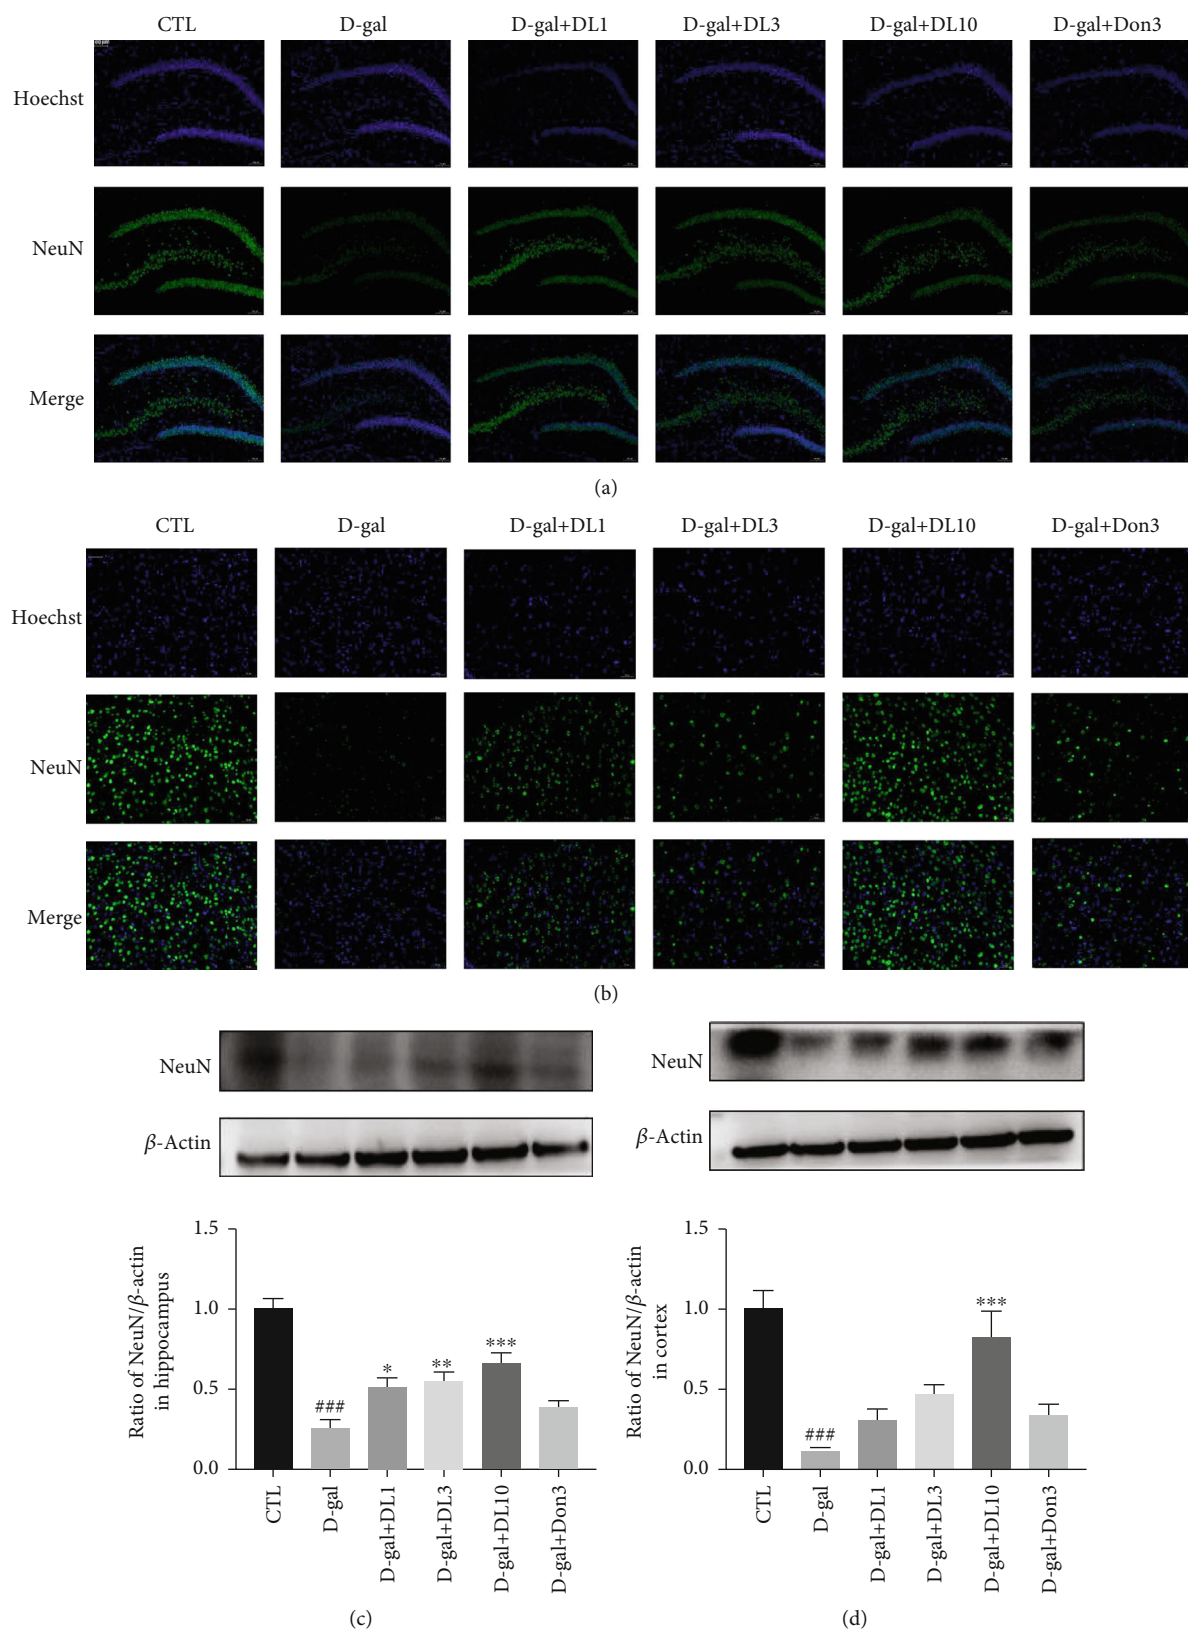 CTL D-gal D-gal+DL1 D-gal+DL3 D-gal+DL10 D-gal+Don3
Hoechst
NeuN
Merge
(a)
CTL D-gal D-gal+DL1 D-gal+DL3 D-gal+DL10 D-gal+Don3
Hoechst
NeuN
Merge
(b)
NeuN
β-Actin
Ratio of NeuN/β-actin
in hippocampus
1.5
1.0
0.5
0.0
###
*
**
***
CTL
D-gal
D-gal+DL1
D-gal+DL3
D-gal+DL10
D-gal+Don3
(c)
NeuN
β-Actin
Ratio of NeuN/β-actin
in cortex
1.5
1.0
0.5
0.0
###
***
CTL
D-gal
D-gal+DL1
D-gal+DL3
D-gal+DL10
D-gal+Don3
(d)